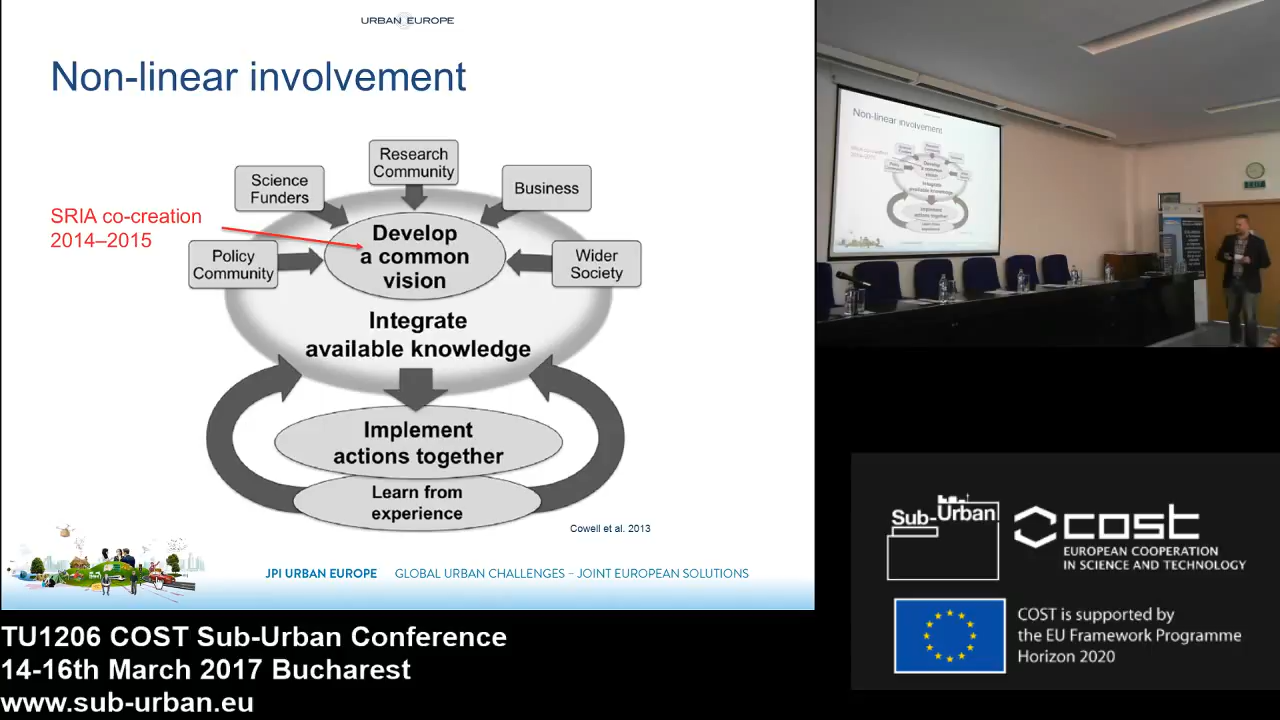 URBAN EUROPE
Non-linear involvement
Research
Community
Science
Funders
Business
SRIA co-creation
2014–2015
Develop
a common
vision
Policy
Community
Wider
Society
Integrate
available knowledge
Implement
actions together
Learn from
experience
Cowell et al. 2013
JPI URBAN EUROPE GLOBAL URBAN CHALLENGES – JOINT EUROPEAN SOLUTIONS
Non-linear involvement
EXIT
Sub-Urban
COST
EUROPEAN COOPERATION
IN SCIENCE AND TECHNOLOGY
COST is supported by
the EU Framework Programme
Horizon 2020
TU1206 COST Sub-Urban Conference
14-16th March 2017 Bucharest
www.sub-urban.eu